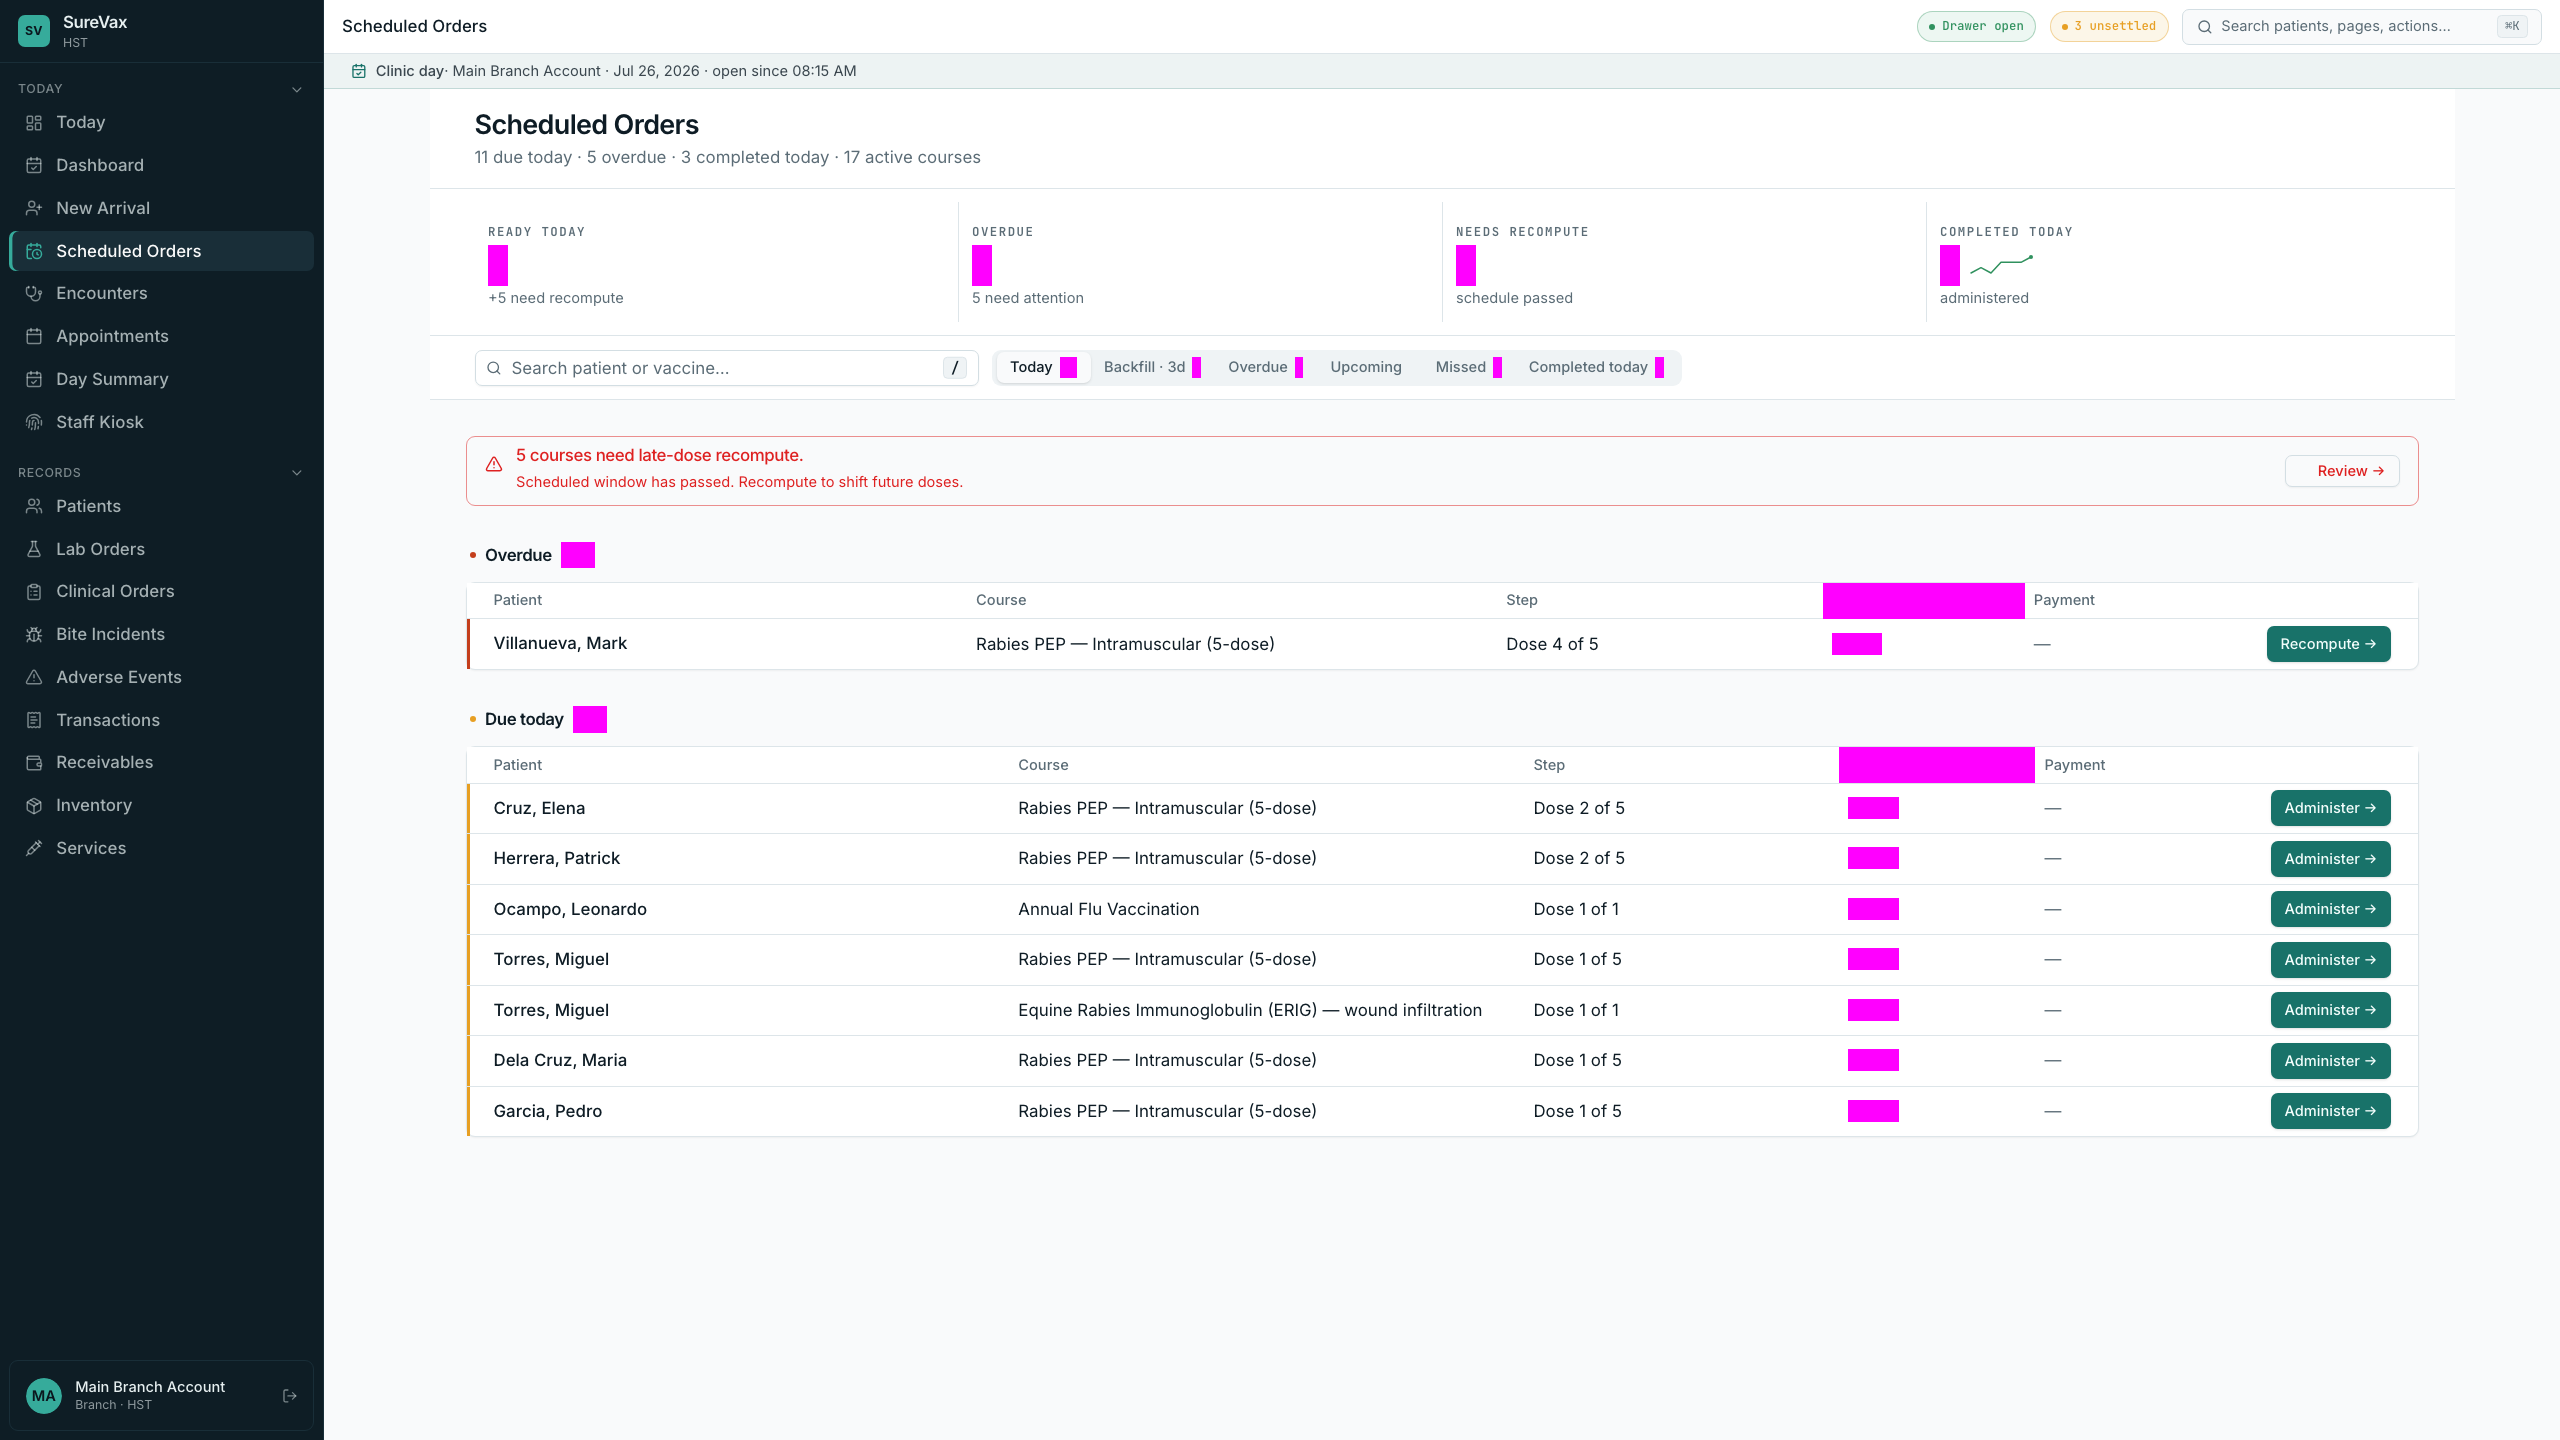 SV
SureVax
HST
TODAY
Today
Dashboard
New Arrival
Scheduled Orders
Encounters
Appointments
Day Summary
Staff Kiosk
RECORDS
Patients
Lab Orders
Clinical Orders
Bite Incidents
Adverse Events
Transactions
Receivables
Inventory
Services
MA
Main Branch Account
Branch · HST
Scheduled Orders
Drawer open
3 unsettled
Search patients, pages, actions...
⌘K
Clinic day · Main Branch Account · Jul 26, 2026 · open since 08:15 AM
Scheduled Orders
11 due today · 5 overdue · 3 completed today · 17 active courses
READY TODAY
+5 need recompute
OVERDUE
5 need attention
NEEDS RECOMPUTE
schedule passed
COMPLETED TODAY
administered
Search patient or vaccine...
/
Today
Backfill · 3d
Overdue
Upcoming
Missed
Completed today
5 courses need late-dose recompute.
Scheduled window has passed. Recompute to shift future doses.
Review →
Overdue
Patient Course Step Payment
Villanueva, Mark Rabies PEP — Intramuscular (5-dose) Dose 4 of 5 — Recompute →
Due today
Patient Course Step Payment
Cruz, Elena Rabies PEP — Intramuscular (5-dose) Dose 2 of 5 — Administer →
Herrera, Patrick Rabies PEP — Intramuscular (5-dose) Dose 2 of 5 — Administer →
Ocampo, Leonardo Annual Flu Vaccination Dose 1 of 1 — Administer →
Torres, Miguel Rabies PEP — Intramuscular (5-dose) Dose 1 of 5 — Administer →
Torres, Miguel Equine Rabies Immunoglobulin (ERIG) — wound infiltration Dose 1 of 1 — Administer →
Dela Cruz, Maria Rabies PEP — Intramuscular (5-dose) Dose 1 of 5 — Administer →
Garcia, Pedro Rabies PEP — Intramuscular (5-dose) Dose 1 of 5 — Administer →